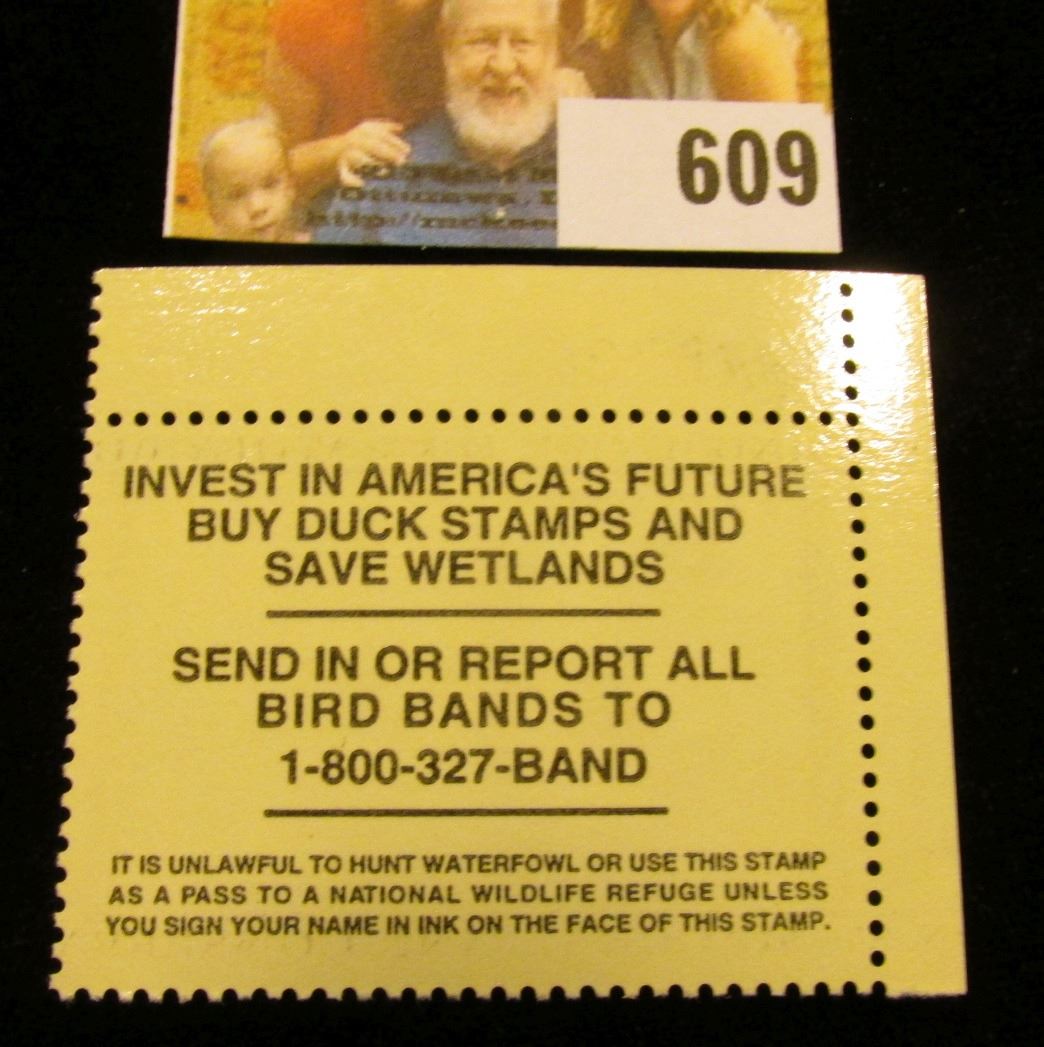 609
INVEST IN AMERICA'S FUTURE
BUY DUCK STAMPS AND
SAVE WETLANDS
SEND IN OR REPORT ALL
BIRD BANDS TO
1-800-327-BAND
IT IS UNLAWFUL TO HUNT WATERFOWL OR USE THIS STAMP
AS A PASS TO A NATIONAL WILDLIFE REFUGE UNLESS
YOU SIGN YOUR NAME IN INK ON THE FACE OF THIS STAMP.